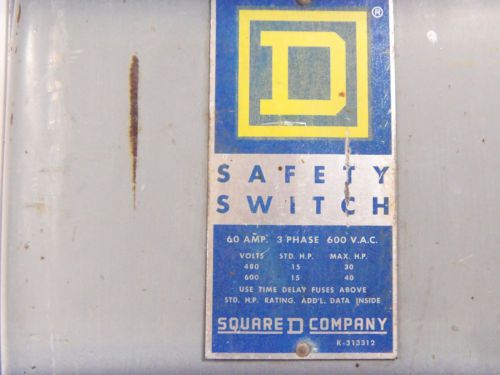 D ®
SAFETY
SWITCH
60 AMP. 3 PHASE 600 V.A.C.
VOLTS STD. H.P. MAX. H.P.
480 15 30
600 15 40
USE TIME DELAY FUSES ABOVE
STD. H.P. RATING. ADD'L. DATA INSIDE
SQUARE D COMPANY
K-313312